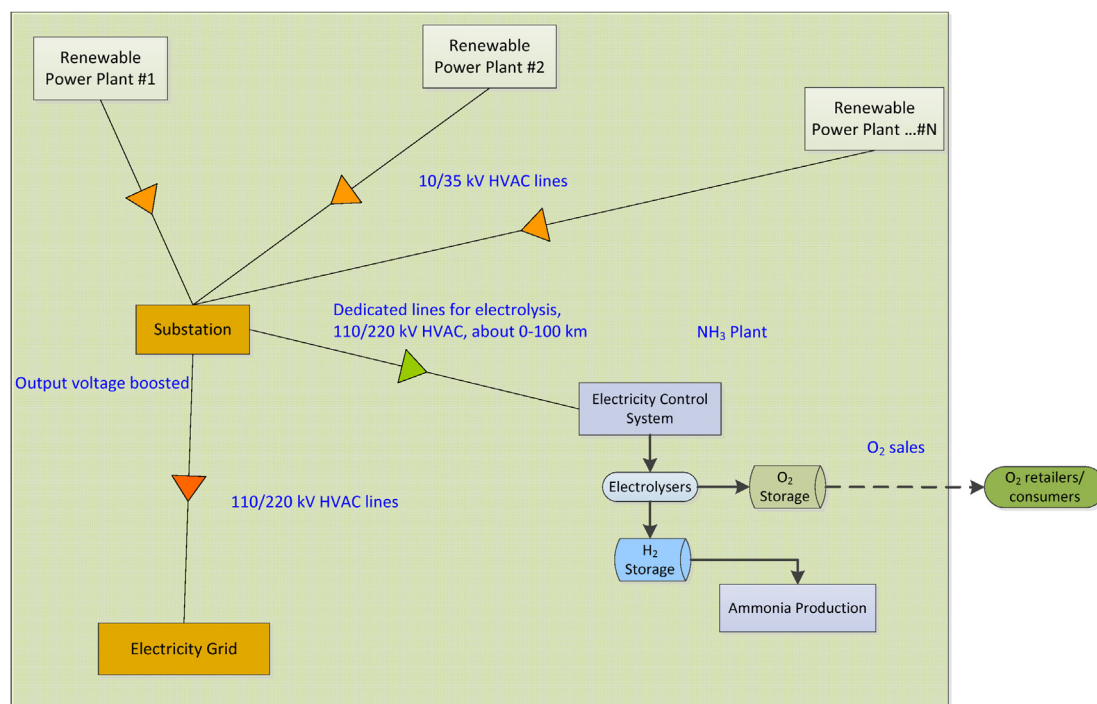 Renewable
Power Plant #1
Renewable
Power Plant #2
Renewable
Power Plant ...#N
10/35 kV HVAC lines
Dedicated lines for electrolysis,
110/220 kV HVAC, about 0-100 km
NH₃ Plant
Substation
Output voltage boosted
Electricity Control
System
O₂ sales
Electrolysers
O₂
Storage
O₂ retailers/
consumers
110/220 kV HVAC lines
H₂
Storage
Ammonia Production
Electricity Grid